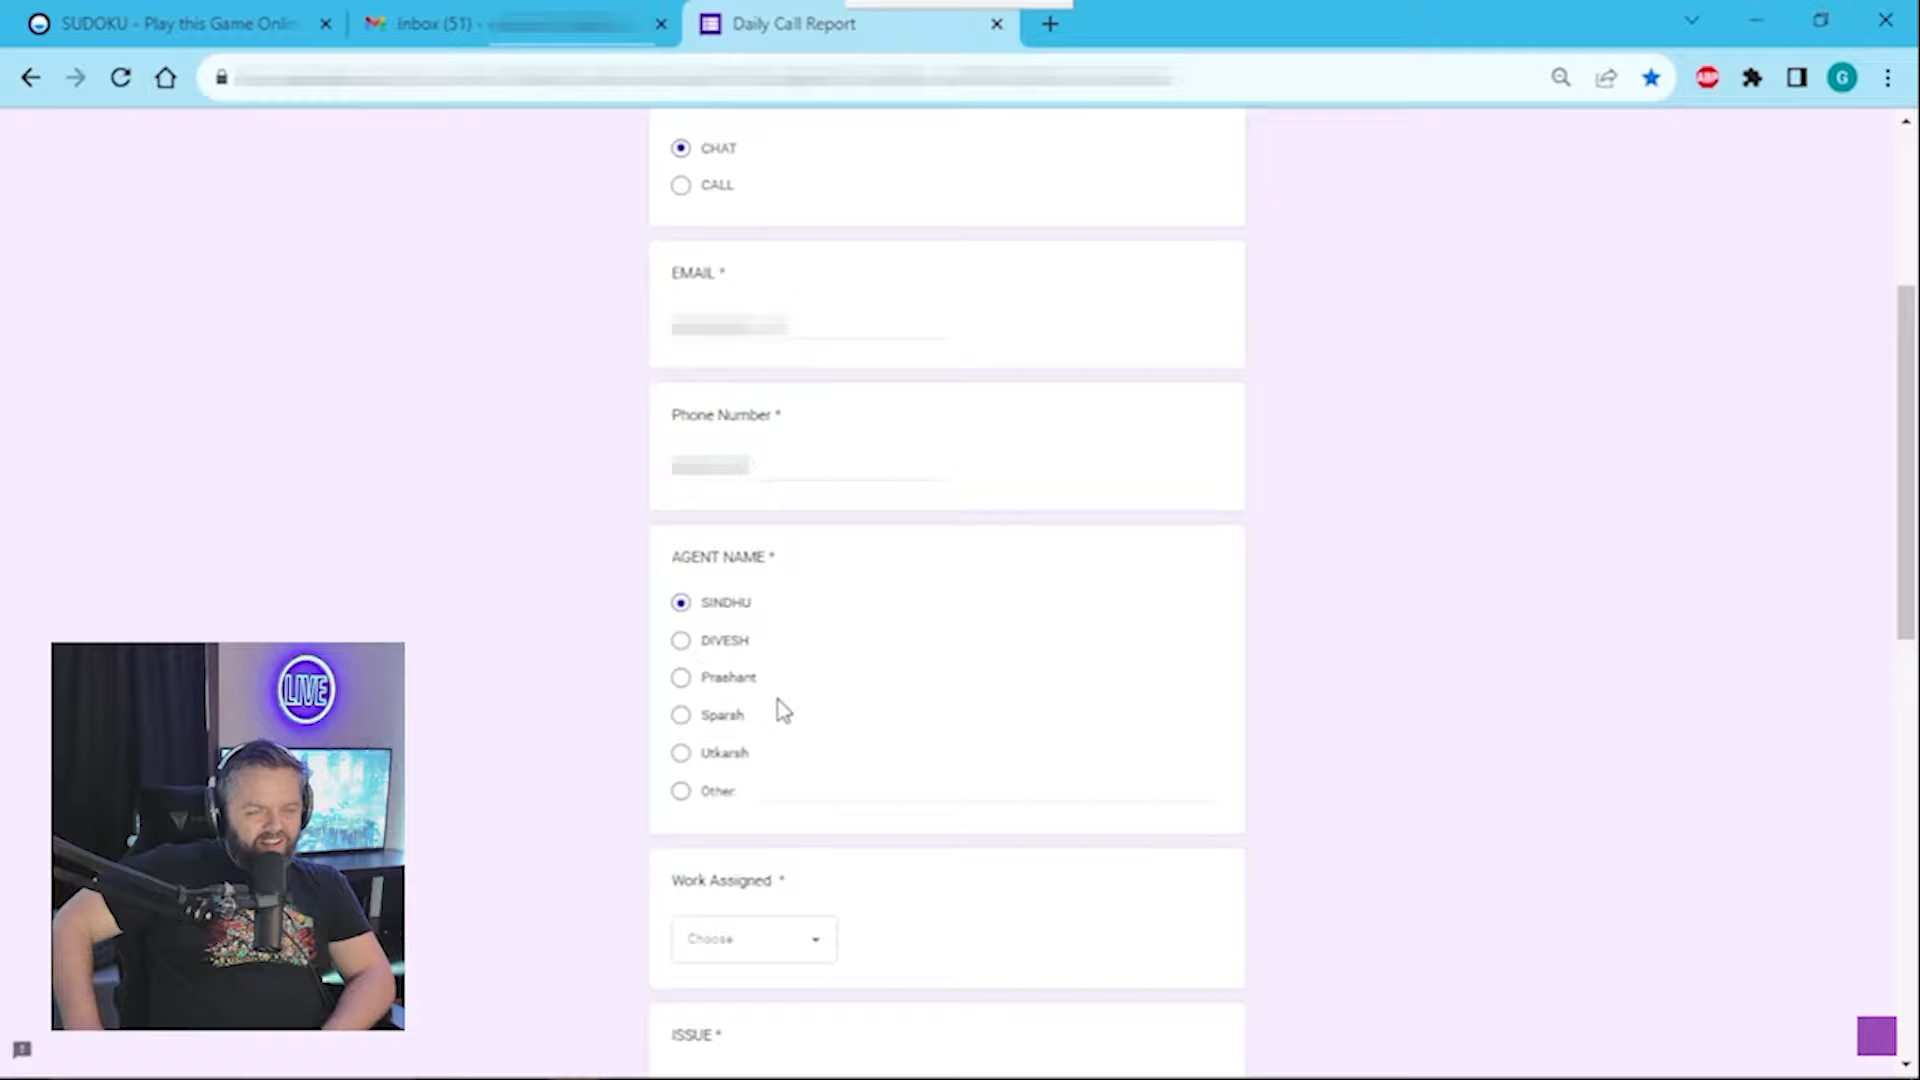 SUDOKU - Play this Game Onlin
Inbox (51) -
Daily Call Report
ABP
G
CHAT
CALL
EMAIL *
Phone Number *
AGENT NAME *
SINDHU
DIVESH
Prashant
Sparsh
Utkarsh
Other:
Work Assigned *
Choose
ISSUE *
LIVE